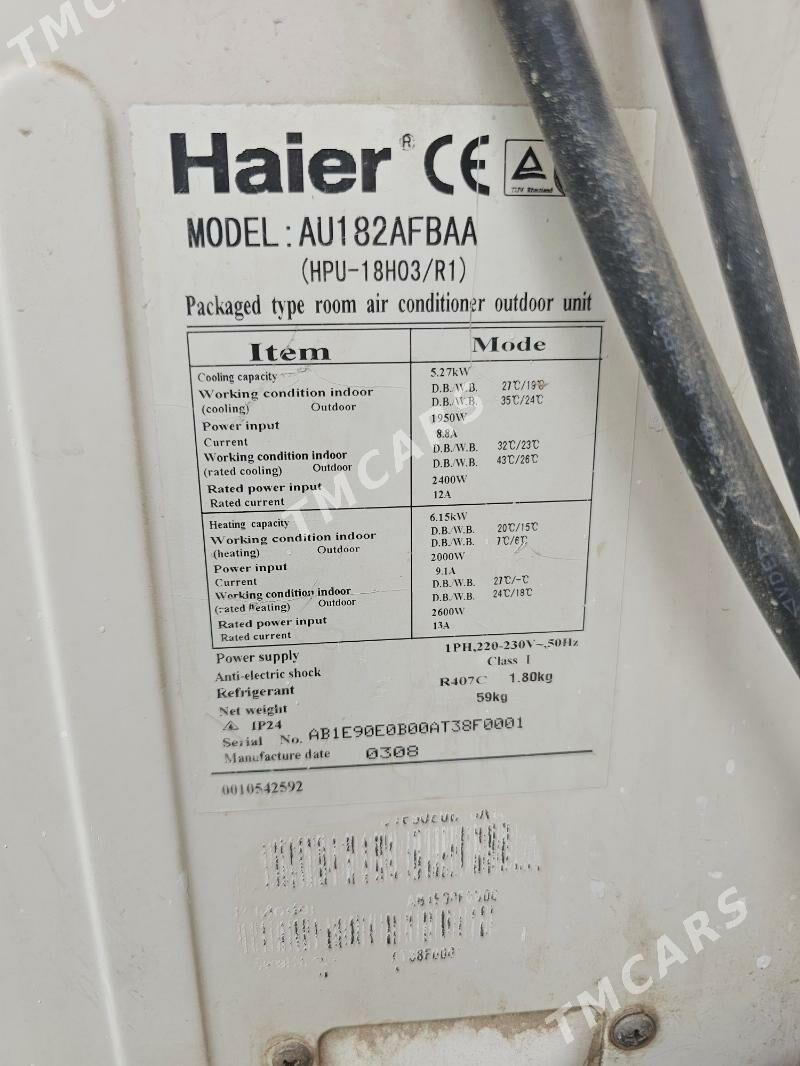 TMCARS
Haier® CE
TUV Rheinland
MODEL: AU182AFBAA
(HPU-18H03/R1)
Packaged type room air conditioner outdoor unit
Item Mode
Cooling capacity 5.27kW
Working condition indoor D.B./W.B. 27℃/19℃
(cooling) Outdoor D.B./W.B. 35℃/24℃
Power input 1950W
Current 8.8A
Working condition indoor D.B./W.B. 32℃/23℃
(rated cooling) Outdoor D.B./W.B. 43℃/26℃
Rated power input 2400W
Rated current 12A
TMCARS
Heating capacity 6.15kW
Working condition indoor D.B./W.B. 20℃/15℃
(heating) Outdoor D.B./W.B. 7℃/6℃
Power input 2000W
Current 9.1A
Working condition indoor D.B./W.B. 27℃/-℃
(rated heating) Outdoor D.B./W.B. 24℃/18℃
Rated power input 2600W
Rated current 13A
Power supply 1PH,220-230V~,50Hz
Anti-electric shock Class I
Refrigerant R407C 1.80kg
Net weight 59kg
IP24
Serial No. AB1E90E0B00AT38F0001
Manufacture date 0308
0010542592
TMCARS